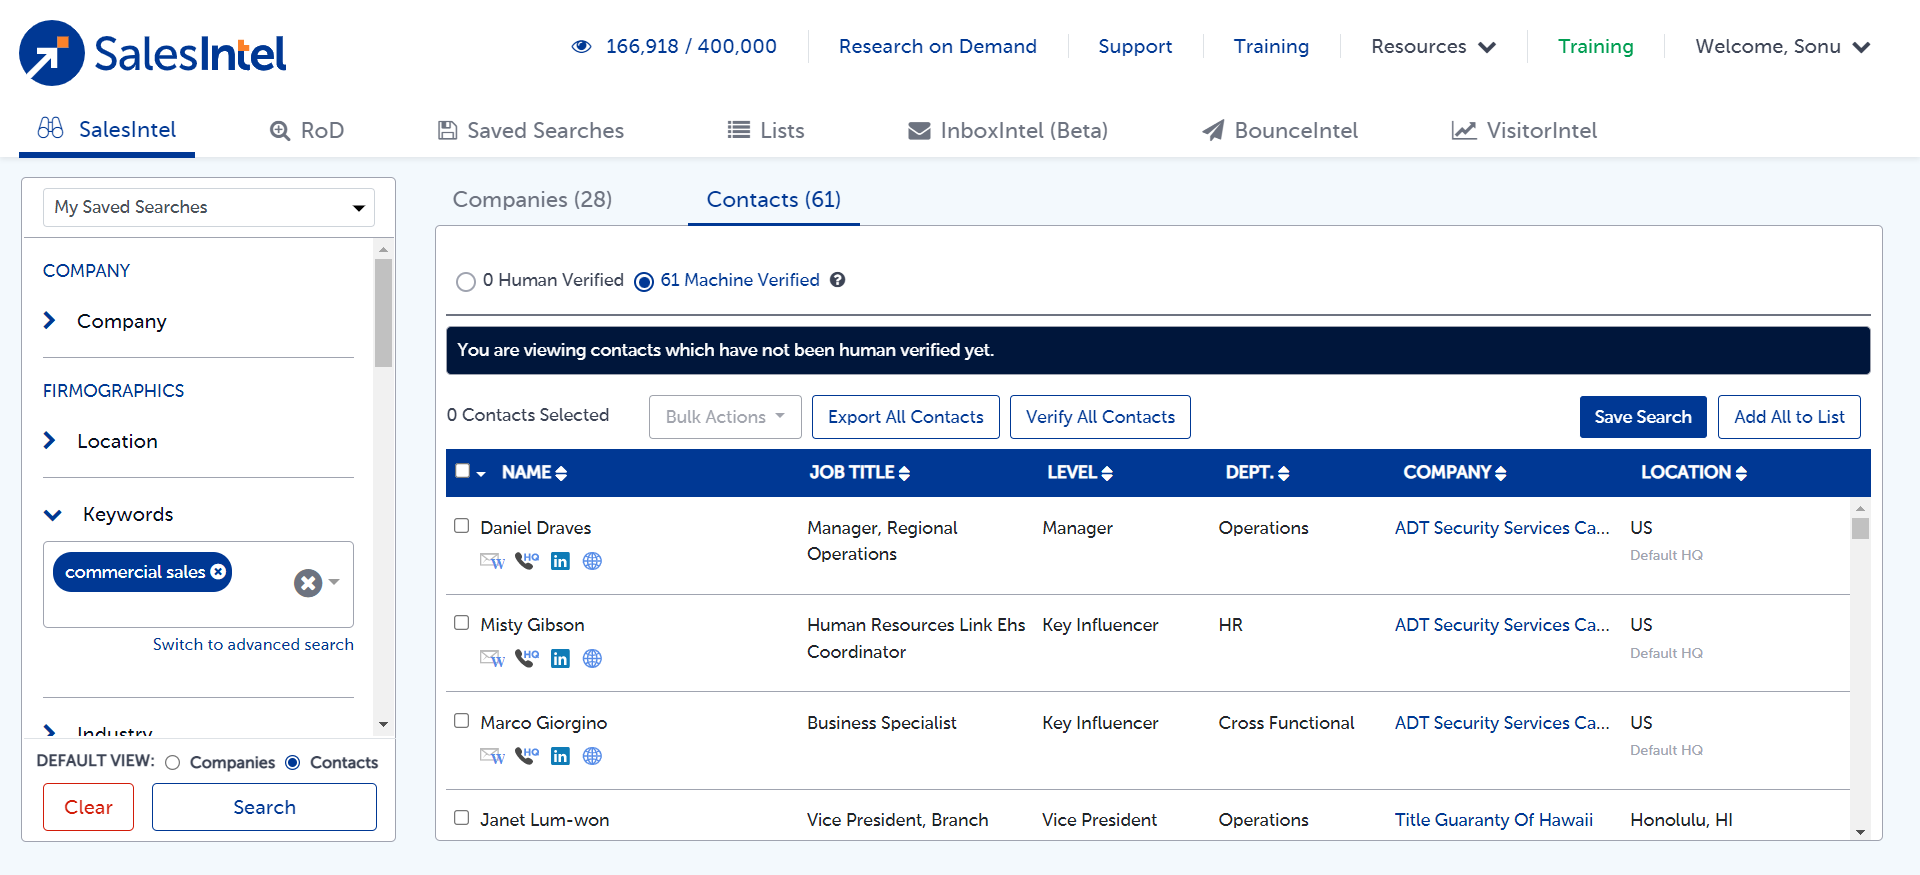 SalesIntel
166,918 / 400,000
Research on Demand
Support
Training
Resources
Training
Welcome, Sonu
SalesIntel
RoD
Saved Searches
Lists
InboxIntel (Beta)
BounceIntel
VisitorIntel
My Saved Searches
COMPANY
Company
FIRMOGRAPHICS
Location
Keywords
commercial sales
Switch to advanced search
Industry
DEFAULT VIEW: Companies Contacts
Clear
Search
Companies (28)
Contacts (61)
0 Human Verified 61 Machine Verified ?
You are viewing contacts which have not been human verified yet.
0 Contacts Selected
Bulk Actions
Export All Contacts
Verify All Contacts
Save Search
Add All to List
NAME JOB TITLE LEVEL DEPT. COMPANY LOCATION
Daniel Draves
W HQ in
Manager, Regional
Operations
Manager
Operations
ADT Security Services Ca...
US
Default HQ
Misty Gibson
W HQ in
Human Resources Link Ehs
Coordinator
Key Influencer
HR
ADT Security Services Ca...
US
Default HQ
Marco Giorgino
W HQ in
Business Specialist
Key Influencer
Cross Functional
ADT Security Services Ca...
US
Default HQ
Janet Lum-won
Vice President, Branch
Vice President
Operations
Title Guaranty Of Hawaii
Honolulu, HI